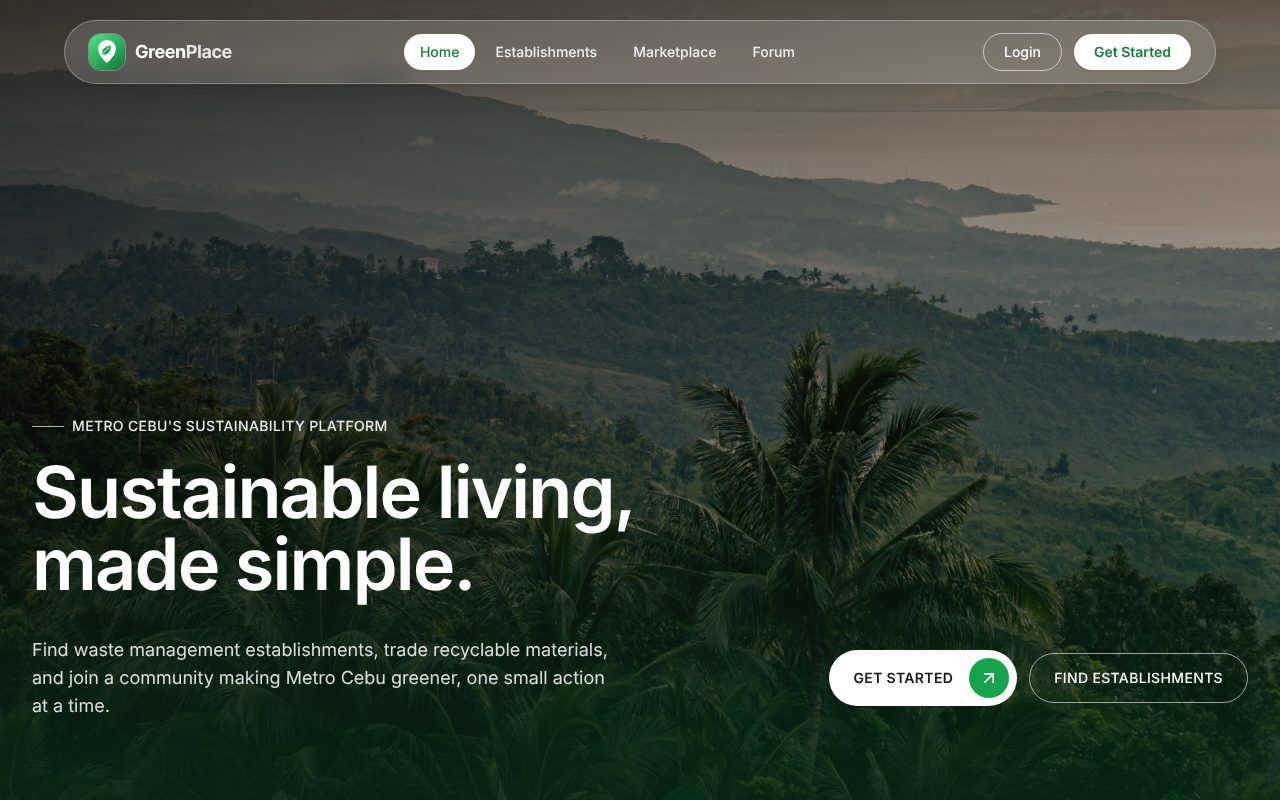 GreenPlace
Home
Establishments
Marketplace
Forum
Login
Get Started
METRO CEBU'S SUSTAINABILITY PLATFORM
Sustainable living,
made simple.
Find waste management establishments, trade recyclable materials,
and join a community making Metro Cebu greener, one small action
at a time.
GET STARTED
FIND ESTABLISHMENTS